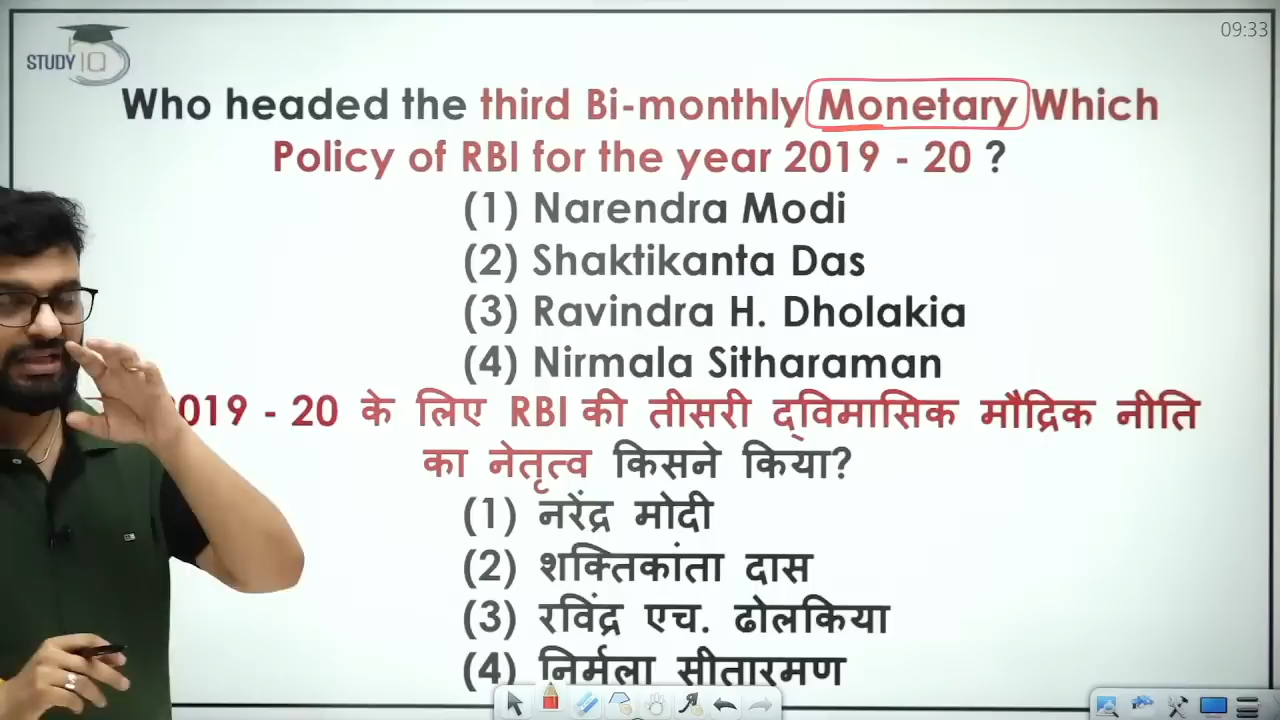 STUDY IQ
09:33
Who headed the third Bi-monthly Monetary Which
Policy of RBI for the year 2019 - 20 ?
(1) Narendra Modi
(2) Shaktikanta Das
(3) Ravindra H. Dholakia
(4) Nirmala Sitharaman
019 - 20 के लिए RBI की तीसरी द्विमासिक मौद्रिक नीति
का नेतृत्व किसने किया?
(1) नरेंद्र मोदी
(2) शक्तिकांता दास
(3) रविंद्र एच. ढोलकिया
(4) निर्मला सीतारमण